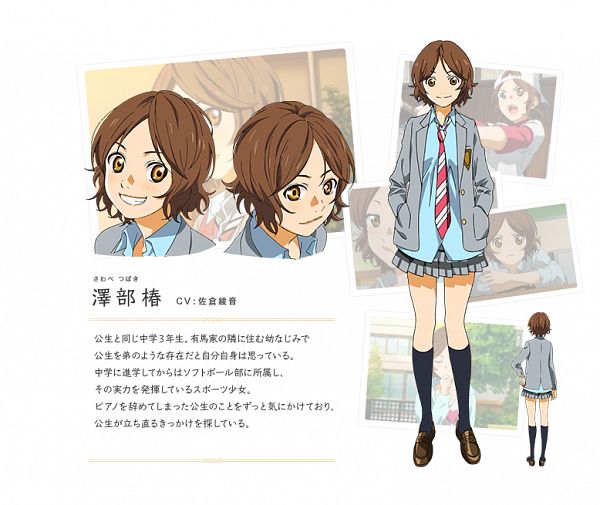 さわべ つばき
澤部 椿 CV:佐倉綾音
公生と同じ中学3年生。有馬家の隣に住む幼なじみで
公生を弟のような存在だと自分自身は思っている。
中学に進学してからはソフトボール部に所属し、
その実力を発揮しているスポーツ少女。
ピアノを辞めてしまった公生のことをずっと気にかけており、
公生が立ち直るきっかけを探している。